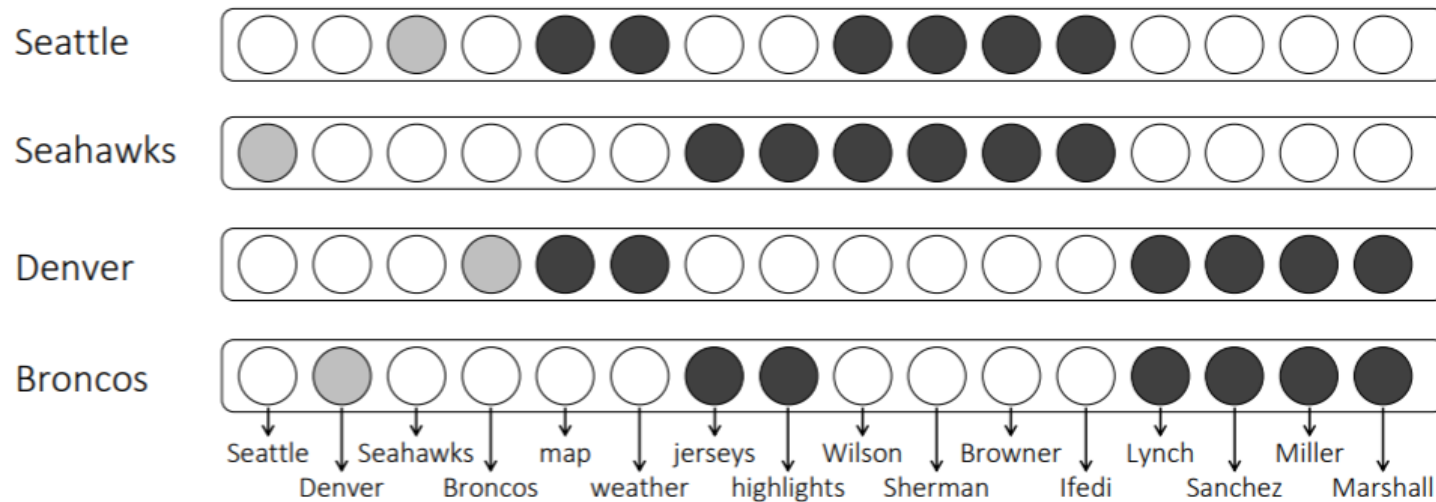 Seattle
Seahawks
Denver
Broncos
Seattle Seahawks map jerseys Wilson Browner Lynch Miller
Denver Broncos weather highlights Sherman Ifedi Sanchez Marshall